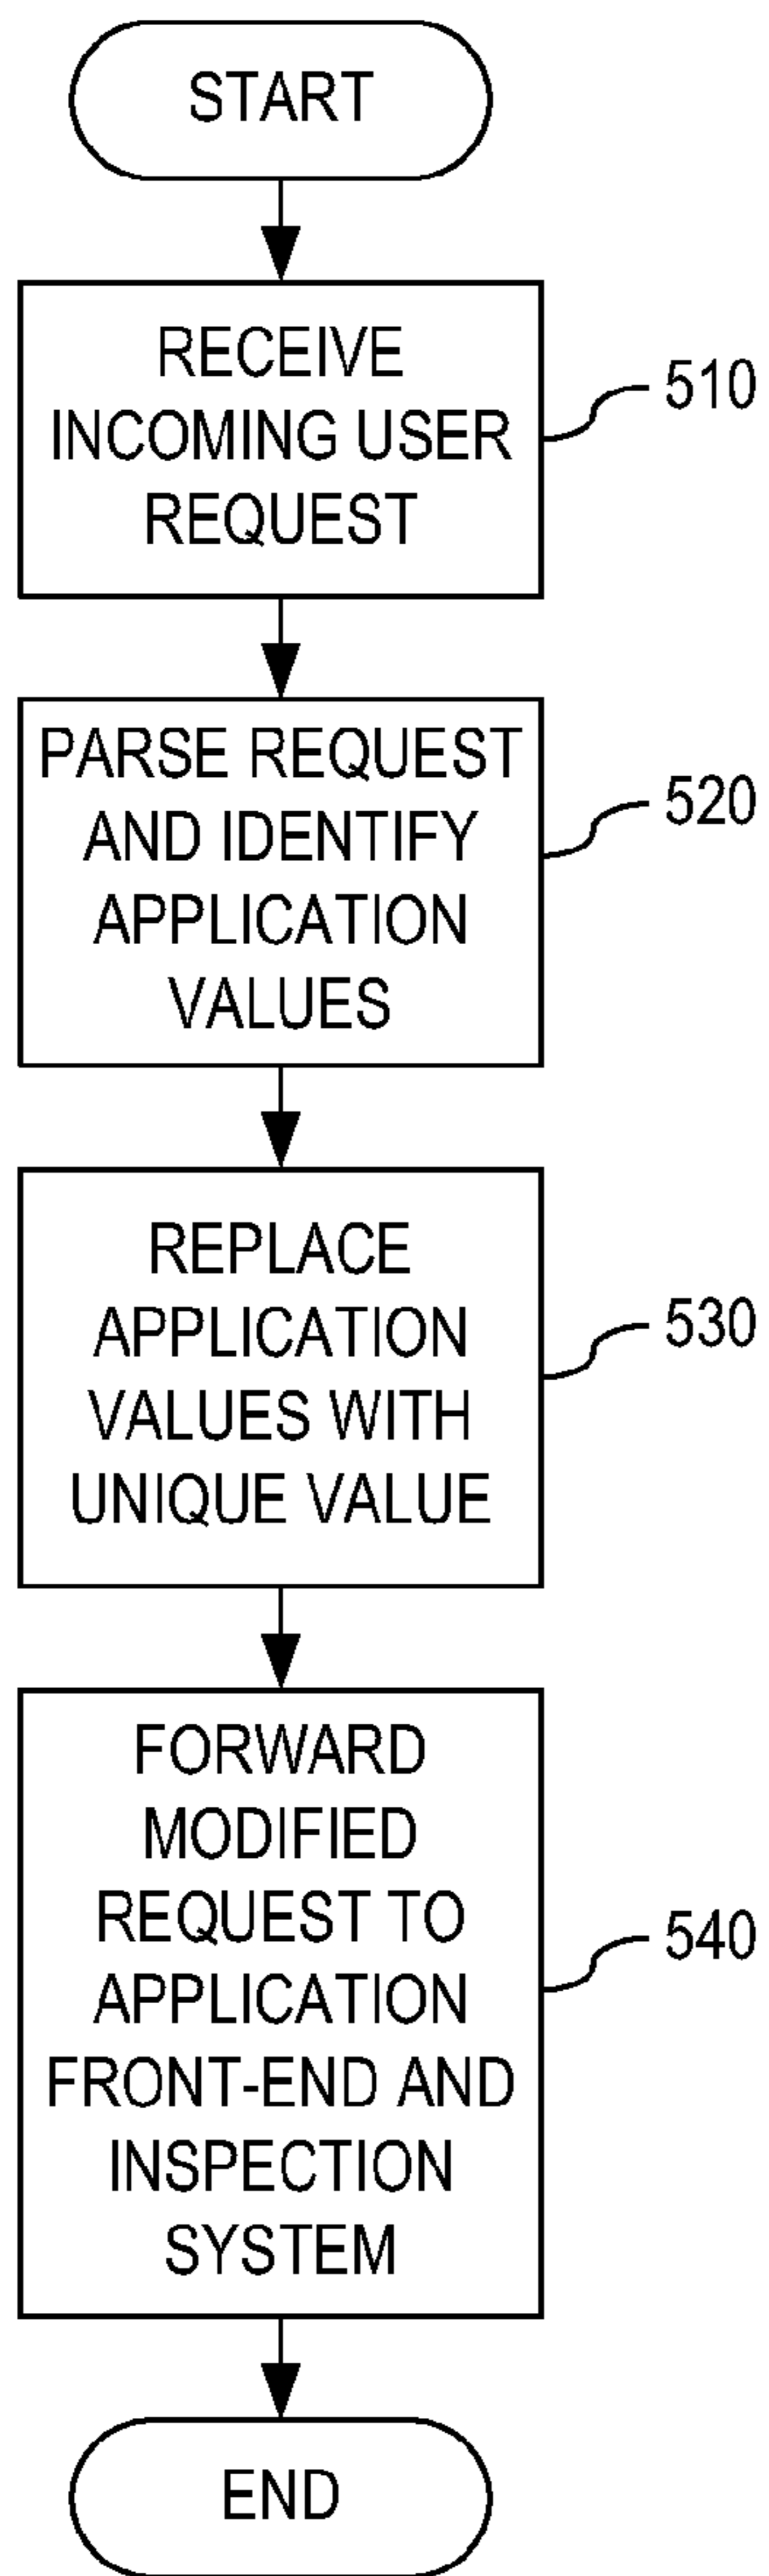 START
RECEIVE
INCOMING USER
REQUEST
510
PARSE REQUEST
AND IDENTIFY
APPLICATION
VALUES
520
REPLACE
APPLICATION
VALUES WITH
UNIQUE VALUE
530
FORWARD
MODIFIED
REQUEST TO
APPLICATION
FRONT-END AND
INSPECTION
SYSTEM
540
END